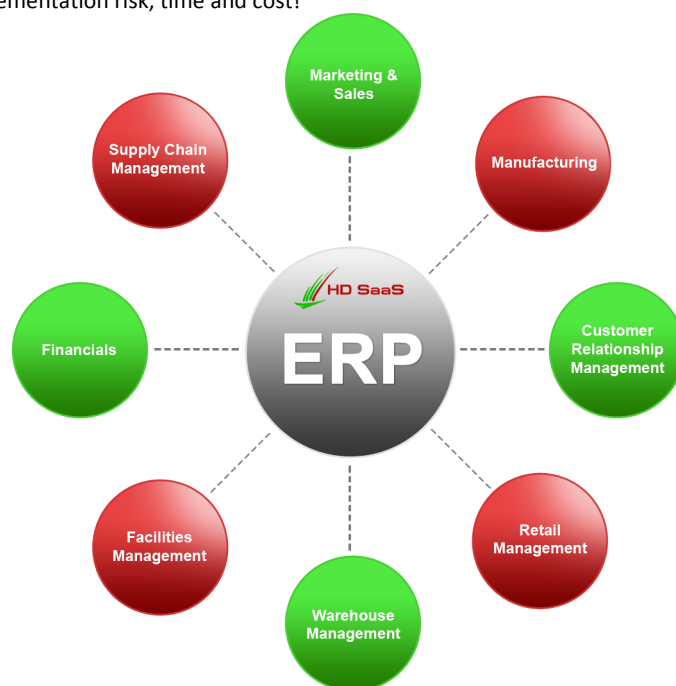 ementation risk, time and cost!
Marketing &
Sales
Supply Chain
Management
Manufacturing
HD SaaS
ERP
Financials
Customer
Relationship
Management
Facilities
Management
Retail
Management
Warehouse
Management